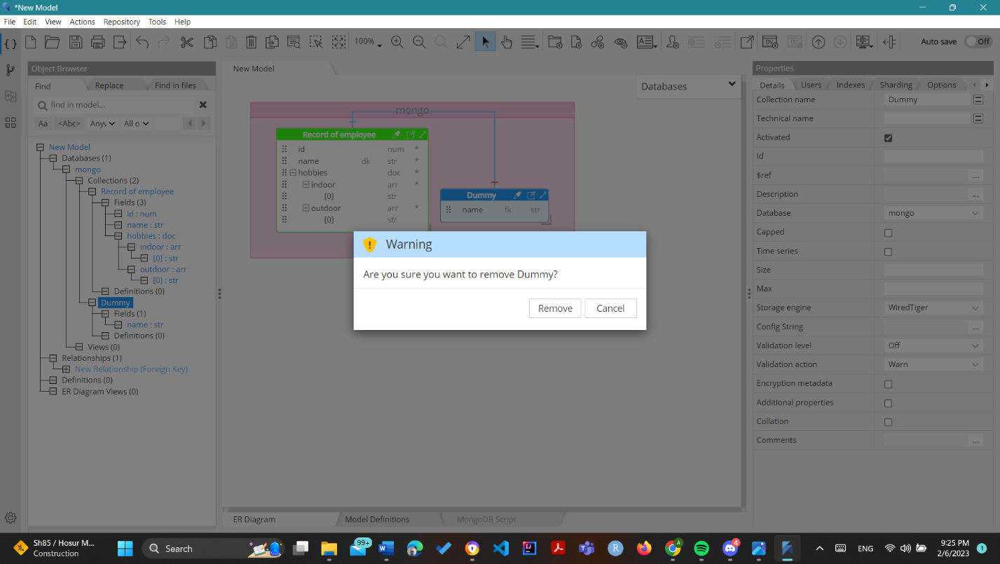 *New Model
File Edit View Actions Repository Tools Help
100%
Auto save Off
Object Browser
Find Replace Find in files
find in model...
Aa <Abc> Any All o
New Model
Databases (1)
mongo
Collections (2)
Record of employee
Fields (3)
id : num
name : str
hobbies : doc
indoor : arr
[0] : str
outdoor : arr
[0] : str
Definitions (0)
Dummy
Fields (1)
name : str
Definitions (0)
Views (0)
Relationships (1)
New Relationship (Foreign Key)
Definitions (0)
ER Diagram Views (0)
New Model
Databases
mongo
Record of employee
id num *
name dk str *
hobbies doc *
indoor arr *
[0] str
outdoor arr *
[0] str
Dummy
name fk str
Warning
Are you sure you want to remove Dummy?
Remove Cancel
ER Diagram Model Definitions MongoDB Script
Properties
Details Users Indexes Sharding Options
Collection name Dummy
Technical name
Activated
Id
$ref ...
Description ...
Database mongo
Capped
Time series
Size
Max
Storage engine WiredTiger
Config String ...
Validation level Off
Validation action Warn
Encryption metadata
Additional properties
Collation
Comments ...
Sh85 / Hosur M...
Construction
Search
99+
4
ENG
9:25 PM
2/6/2023
1